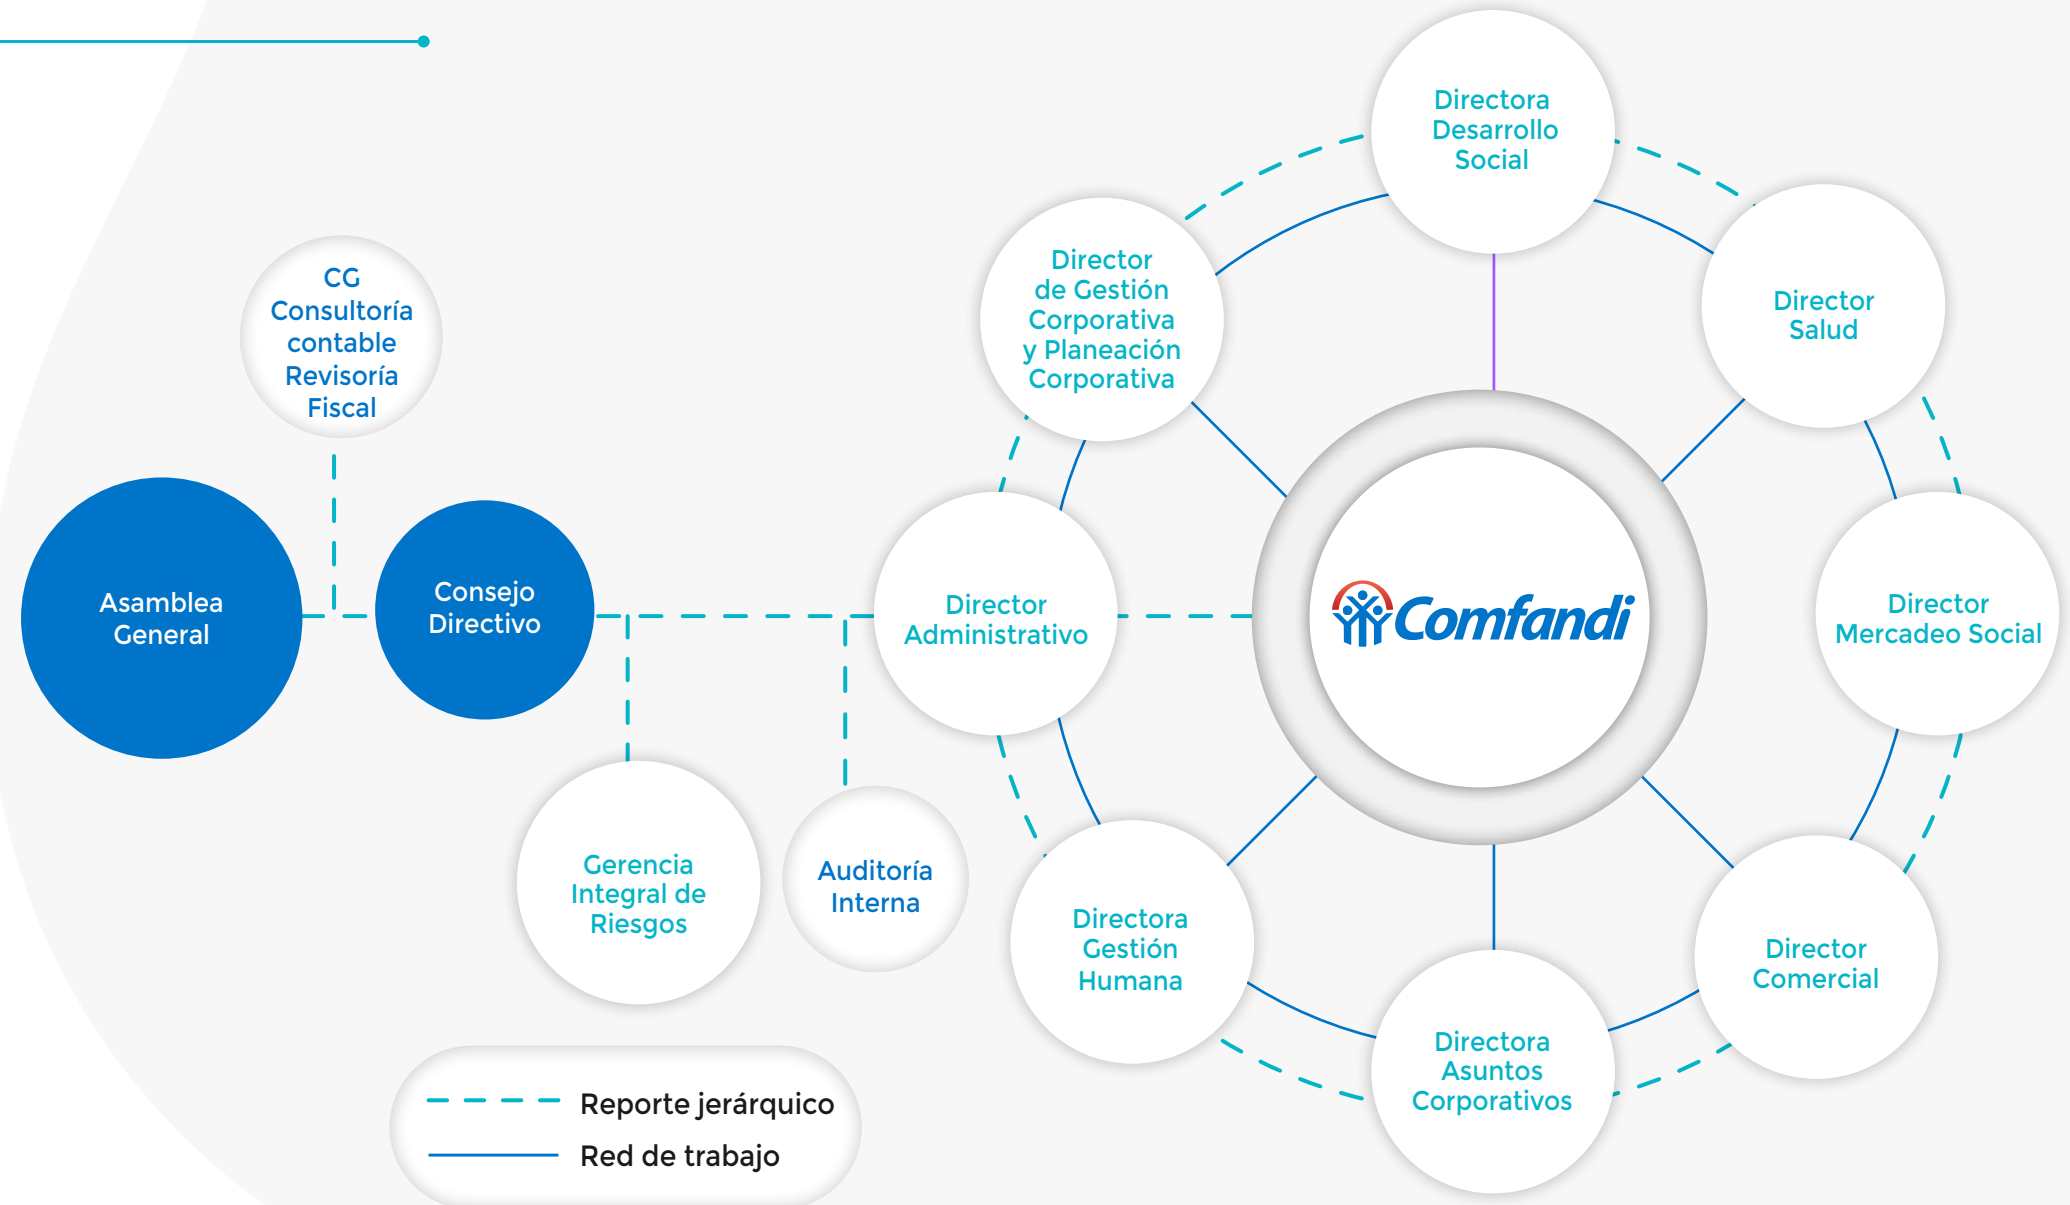 CG
Consultoría
contable
Revisoría
Fiscal
Asamblea
General
Consejo
Directivo
Gerencia
Integral de
Riesgos
Auditoría
Interna
Director
Administrativo
Director
de Gestión
Corporativa
y Planeación
Corporativa
Directora
Desarrollo
Social
Director
Salud
Director
Mercadeo Social
Director
Comercial
Directora
Asuntos
Corporativos
Directora
Gestión
Humana
Comfandi
Reporte jerárquico
Red de trabajo